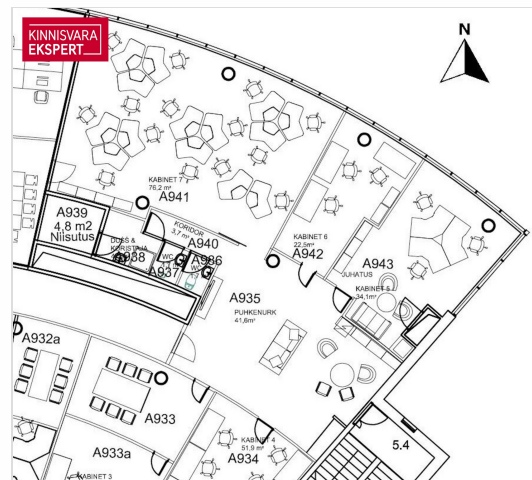 KINNISVARA
EKSPERT
N
KABINET 7
76,2 m²
A941
A939
4,8 m2
Niisutus
KORIDOR
3,7 m²
A940
DUSS &
KORISTAJA
A938
WC
A937
WC
A936
KABINET 6
22,5m²
A942
A943
JUHATUS
KABINET 5
34,1m²
A935
PUHKENURK
41,6m²
A932a
A933
A933a
KABINET 3
KABINET 4
51.9 m²
A934
5.4